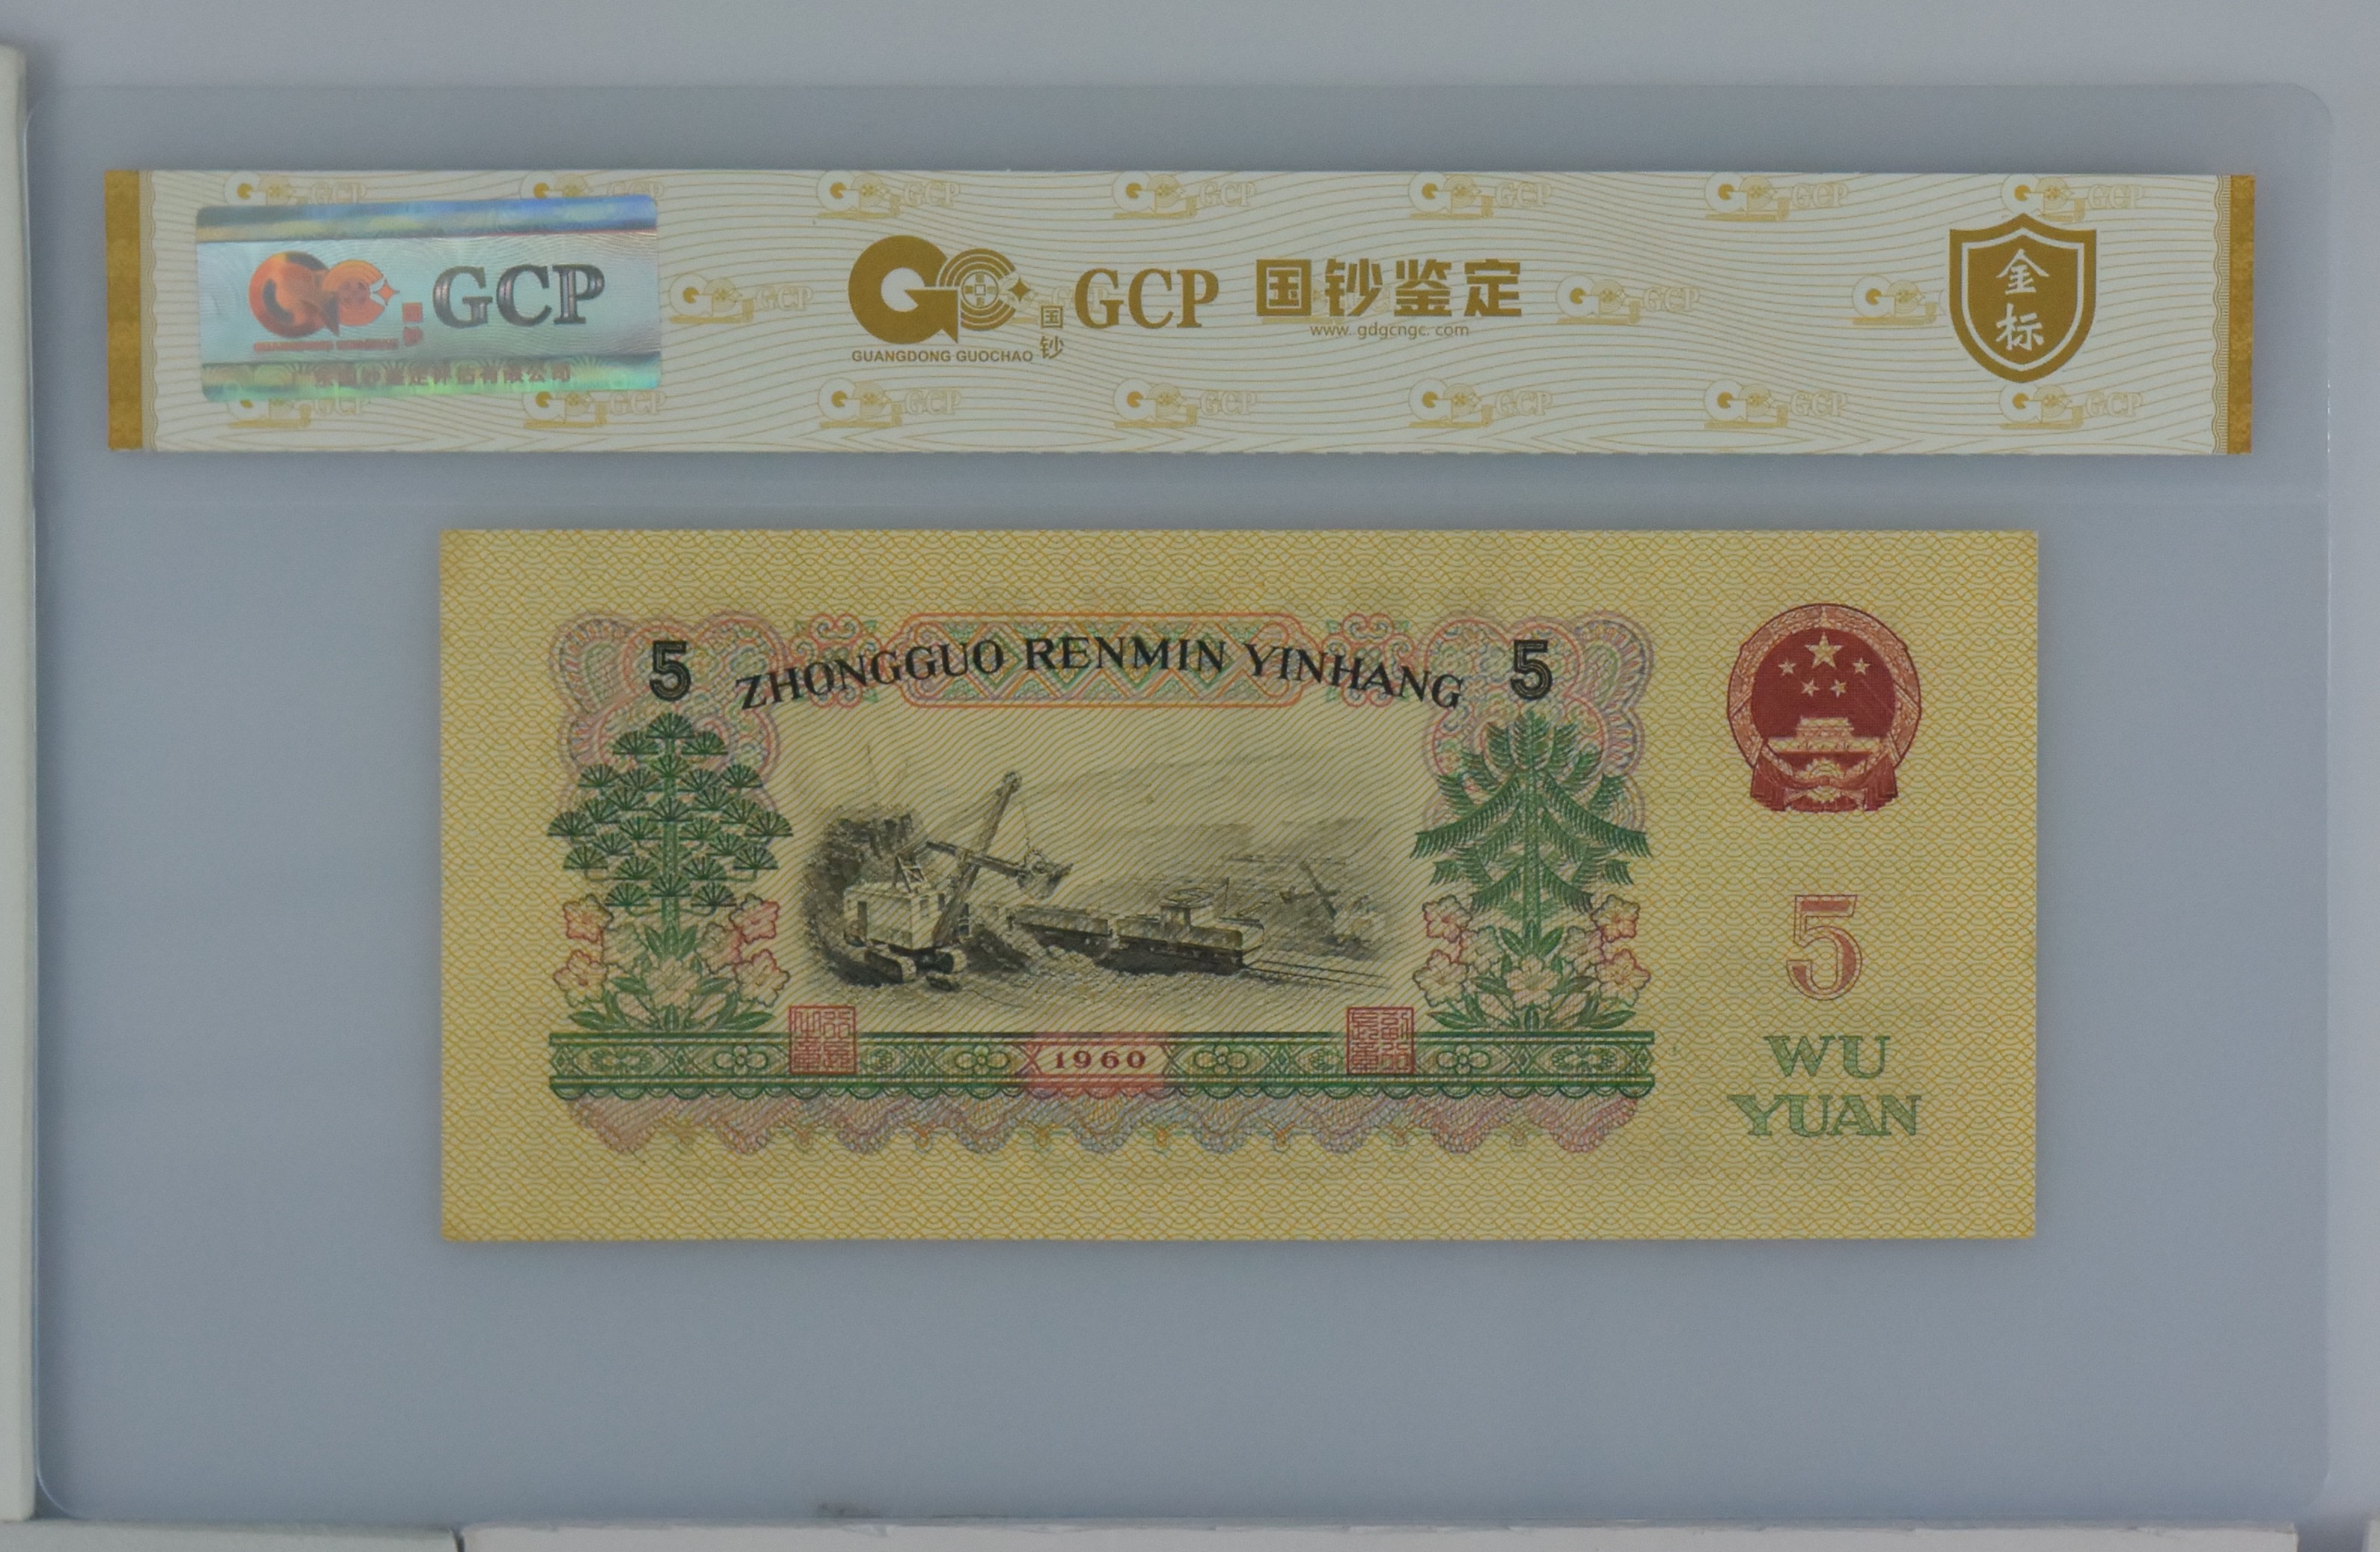 GCP
GCP 国钞鉴定
国钞
www.gdgcngc.com
GUANGDONG GUOCHAO
金标
5 ZHONGGUO RENMIN YINHANG 5
5
WU
YUAN
1960